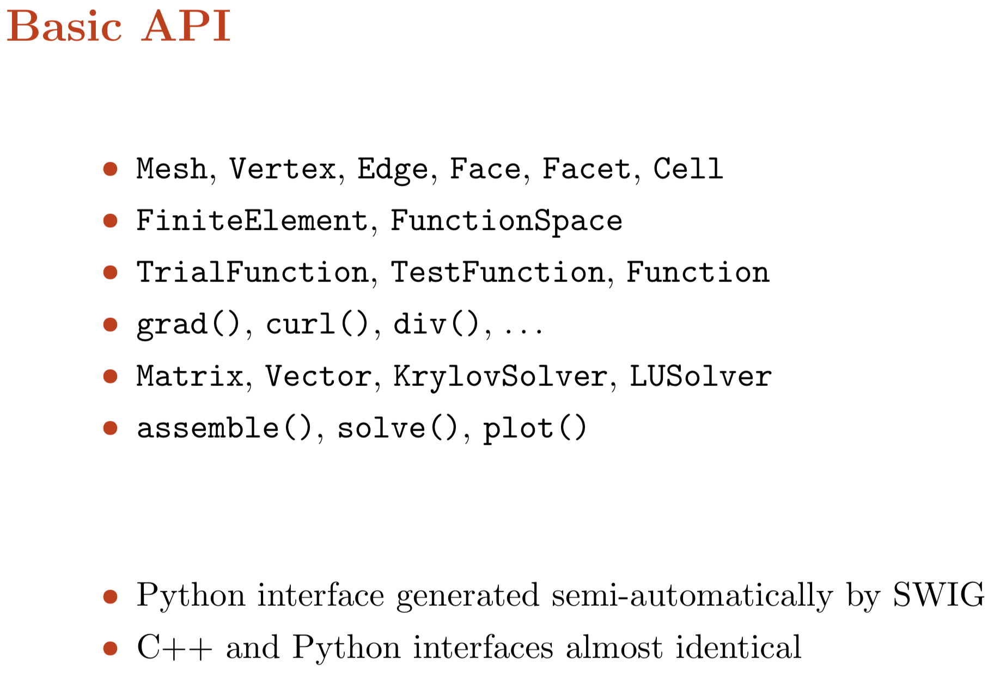 Basic API
• Mesh, Vertex, Edge, Face, Facet, Cell
• FiniteElement, FunctionSpace
• TrialFunction, TestFunction, Function
• grad(), curl(), div(), ...
• Matrix, Vector, KrylovSolver, LUSolver
• assemble(), solve(), plot()
• Python interface generated semi-automatically by SWIG
• C++ and Python interfaces almost identical